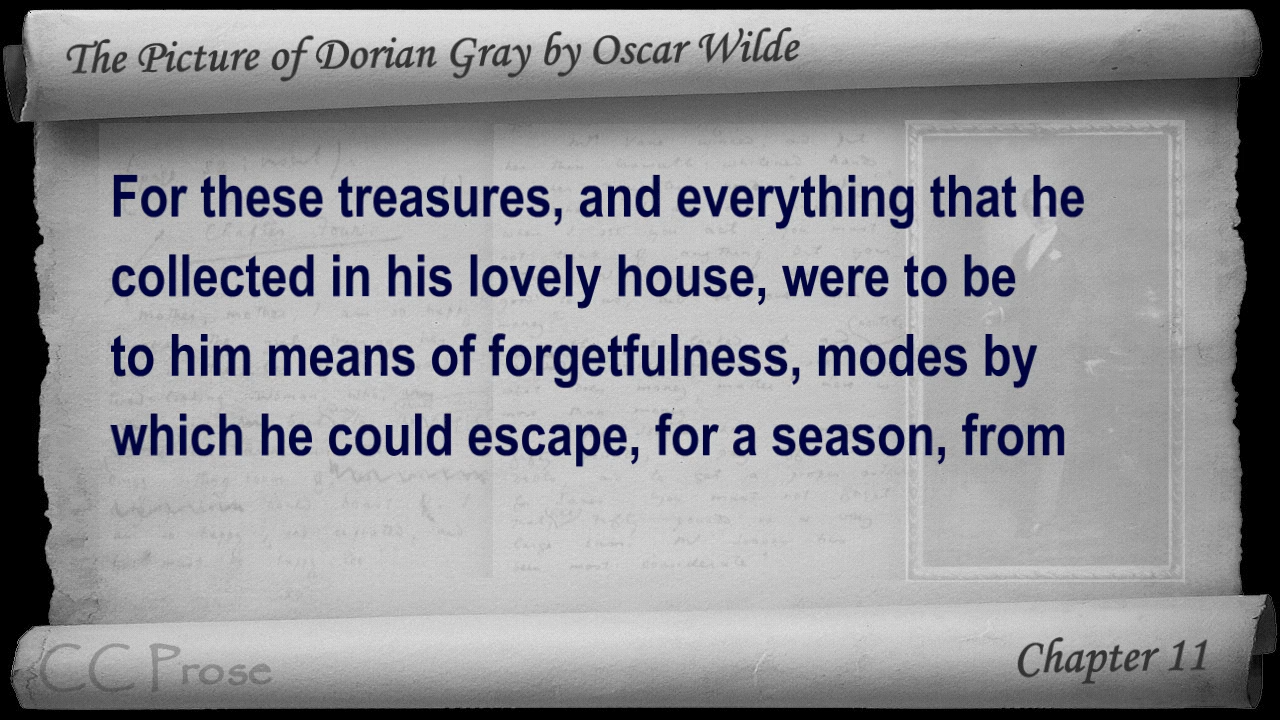 The Picture of Dorian Gray by Oscar Wilde
For these treasures, and everything that he
collected in his lovely house, were to be
to him means of forgetfulness, modes by
which he could escape, for a season, from
CC Prose
Chapter 11